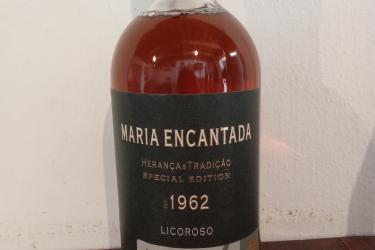 MARIA ENCANTADA
HERANÇA & TRADIÇÃO
SPECIAL EDITION
1962
LICOROSO